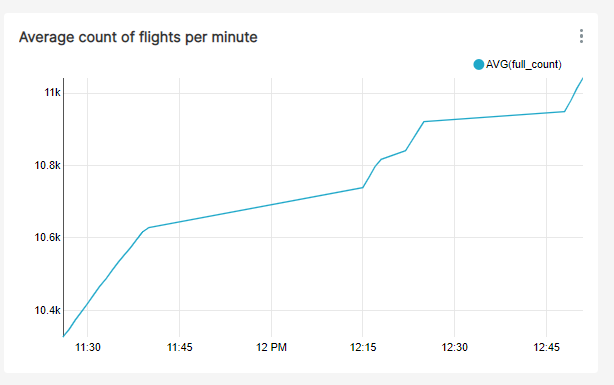 Average count of flights per minute
AVG(full_count)
11k
10.8k
10.6k
10.4k
11:30 11:45 12 PM 12:15 12:30 12:45